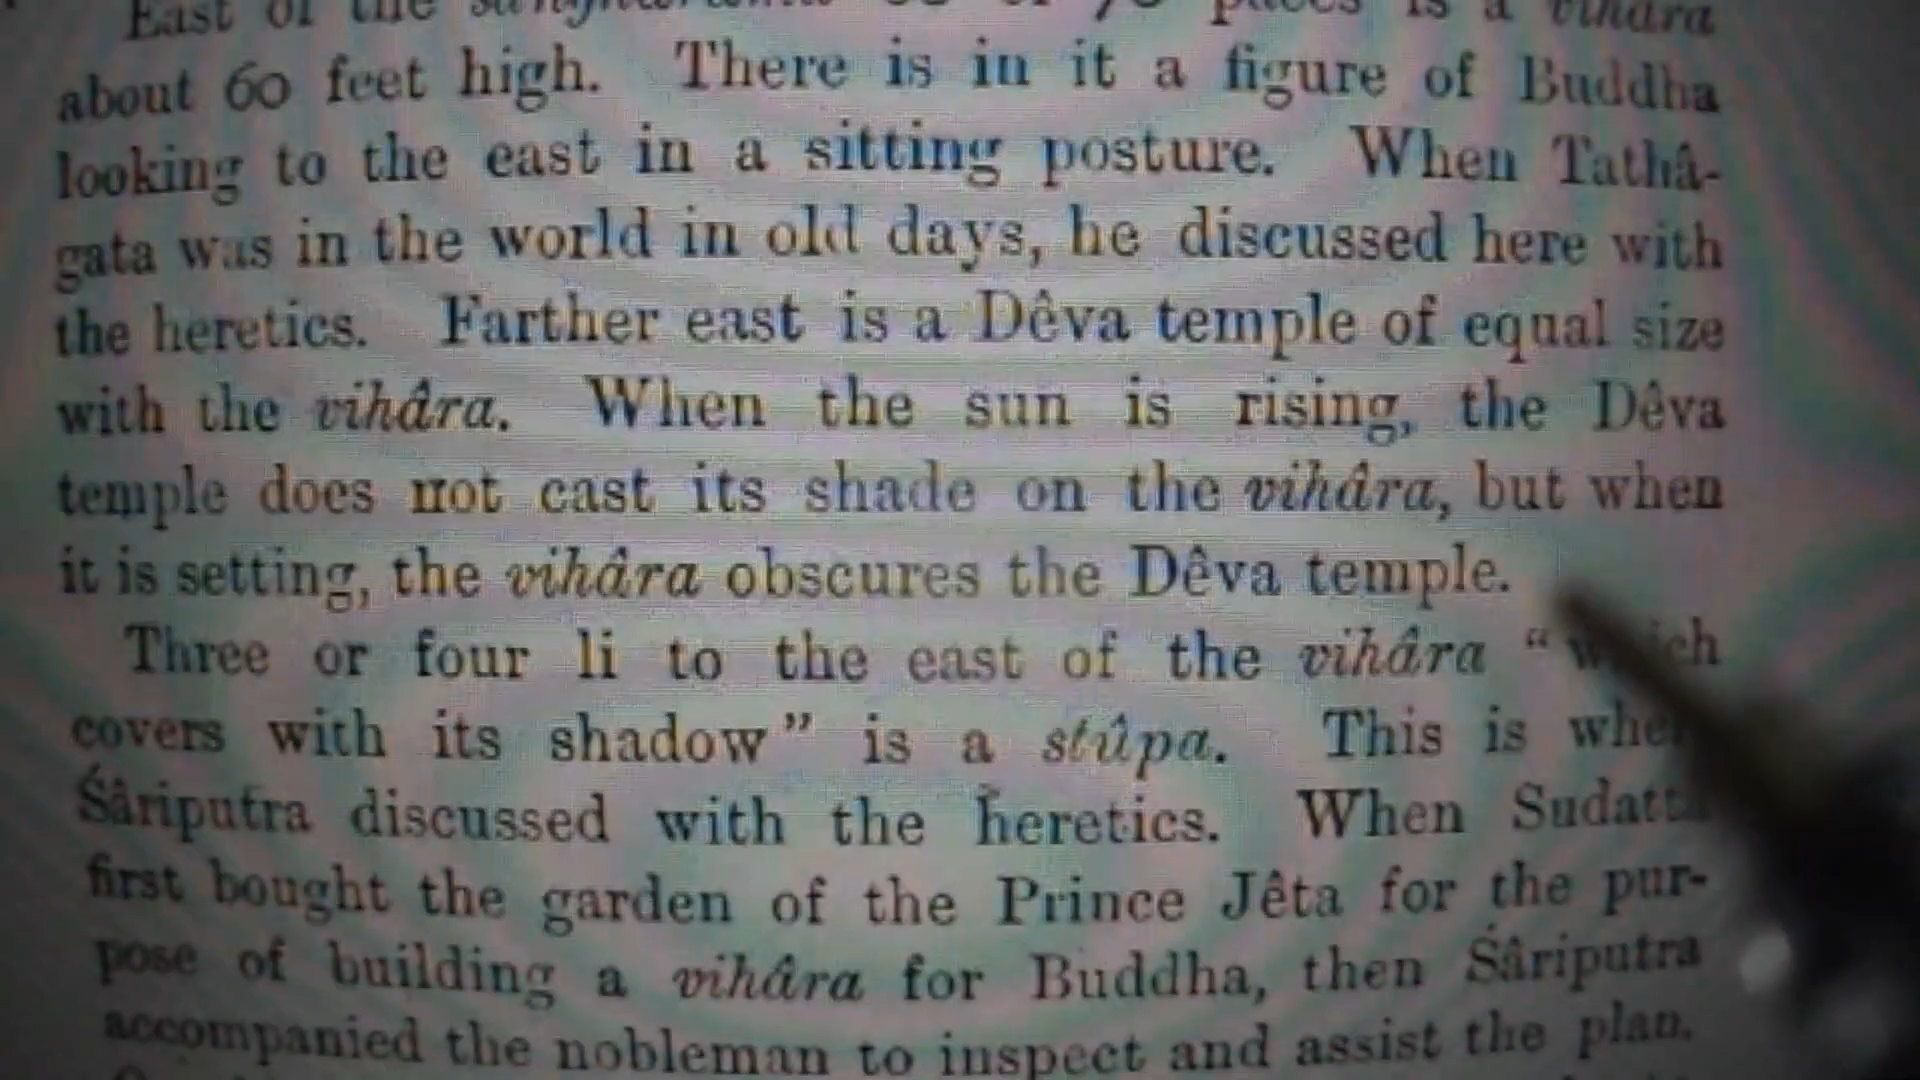 East of the 70 paces is a vihâra
about 60 feet high. There is in it a figure of Buddha
looking to the east in a sitting posture. When Tathâ-
gata was in the world in old days, he discussed here with
the heretics. Farther east is a Dêva temple of equal size
with the vihâra. When the sun is rising, the Dêva
temple does not cast its shade on the vihâra, but when
it is setting, the vihâra obscures the Dêva temple.
Three or four li to the east of the vihâra “which
covers with its shadow” is a stûpa. This is where
Śâriputra discussed with the heretics. When Sudatta
first bought the garden of the Prince Jêta for the pur-
pose of building a vihâra for Buddha, then Śâriputra
accompanied the nobleman to inspect and assist the plan.